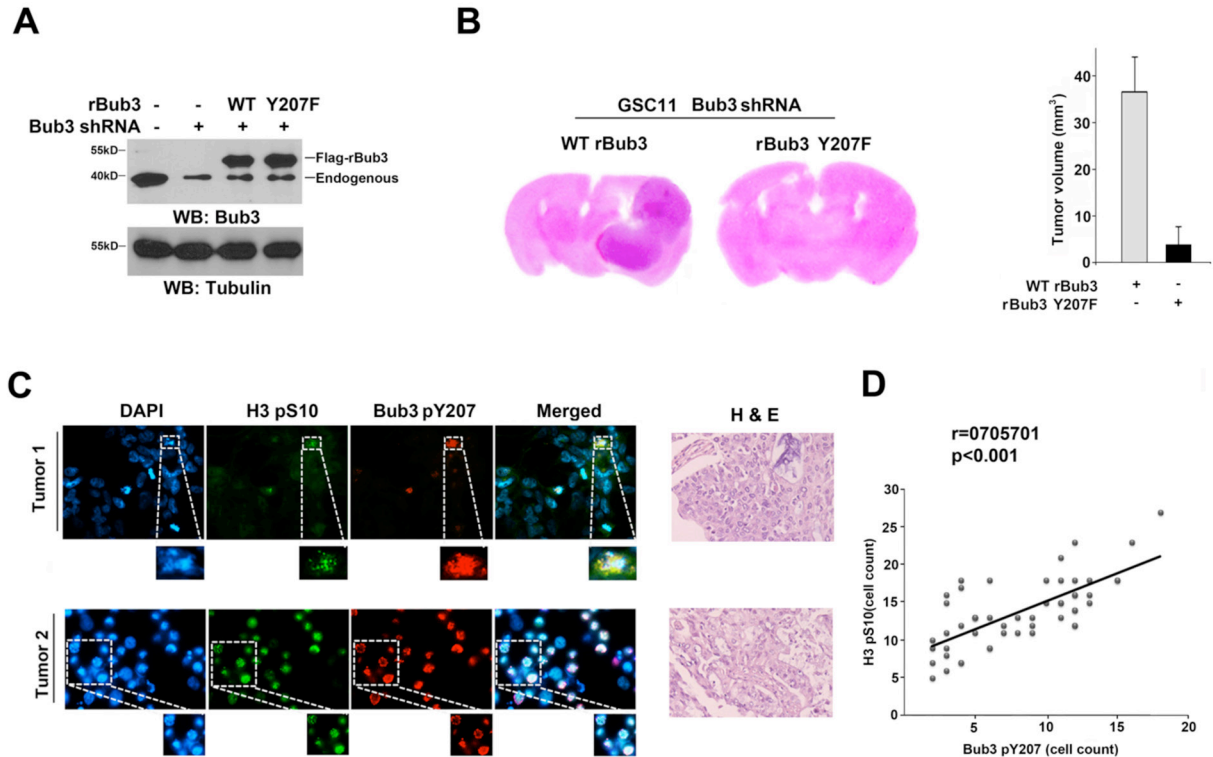 A
rBub3 - - WT Y207F
Bub3 shRNA - + + +
55kD
Flag-rBub3
40kD
Endogenous
WB: Bub3
55kD
WB: Tubulin
B
GSC11 Bub3 shRNA
WT rBub3 rBub3 Y207F
Tumor volume (mm3)
40
30
20
10
0
WT rBub3 + -
rBub3 Y207F - +
C
DAPI H3 pS10 Bub3 pY207 Merged H & E
Tumor 1
Tumor 2
D
r=0705701
p<0.001
H3 pS10(cell count)
30
25
20
15
10
5
0
5 10 15 20
Bub3 pY207 (cell count)